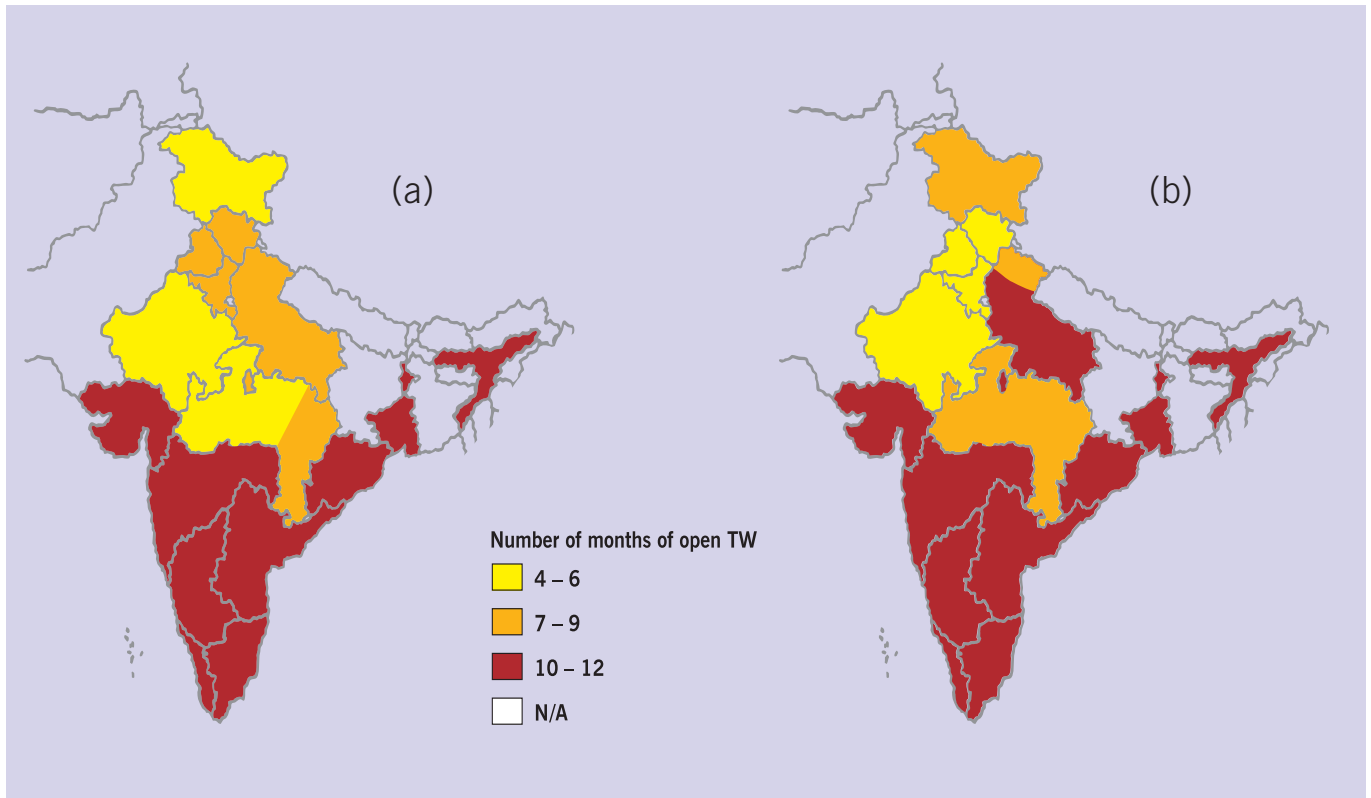 (a)
(b)
Number of months of open TW
4 – 6
7 – 9
10 – 12
N/A